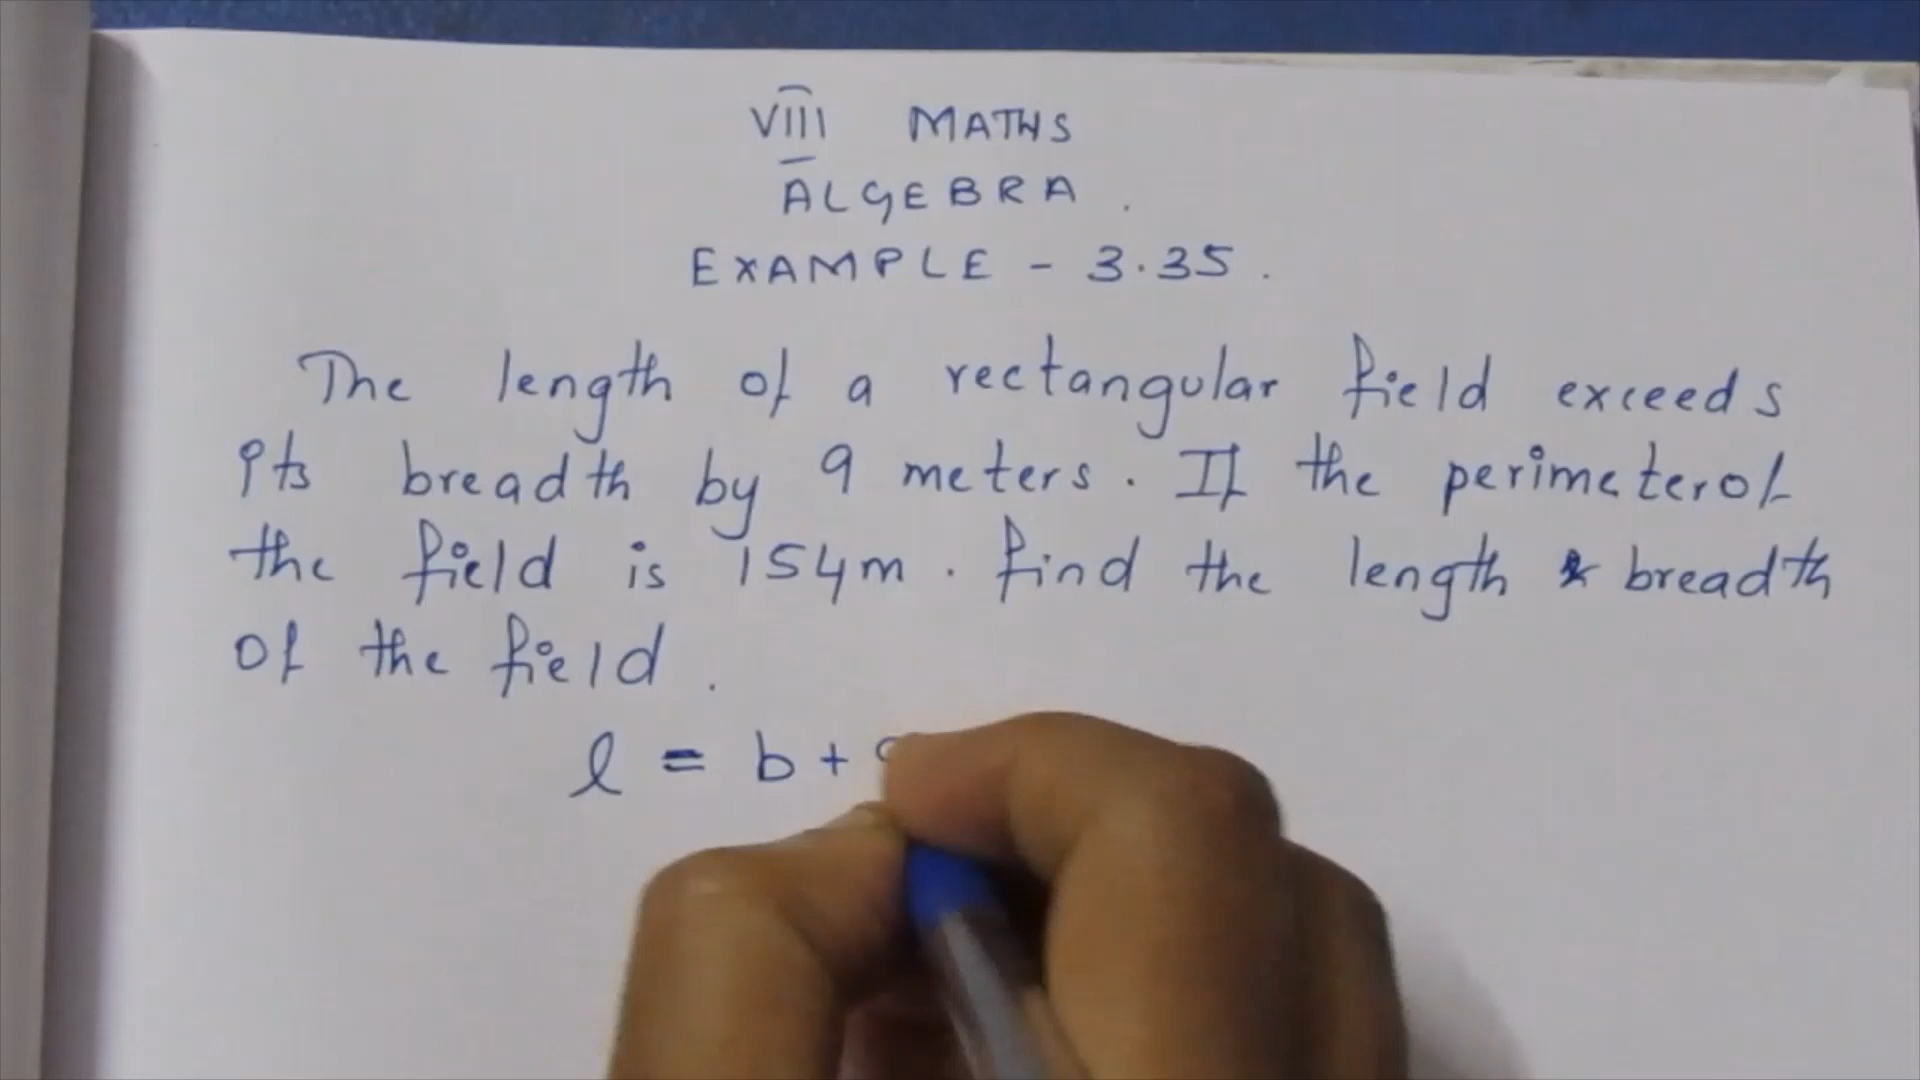 VIII MATHS
ALGEBRA.
EXAMPLE - 3.35.
The length of a rectangular field exceeds
its breadth by 9 meters. If the perimeter of
the field is 154m. find the length & breadth
of the field.
l = b +